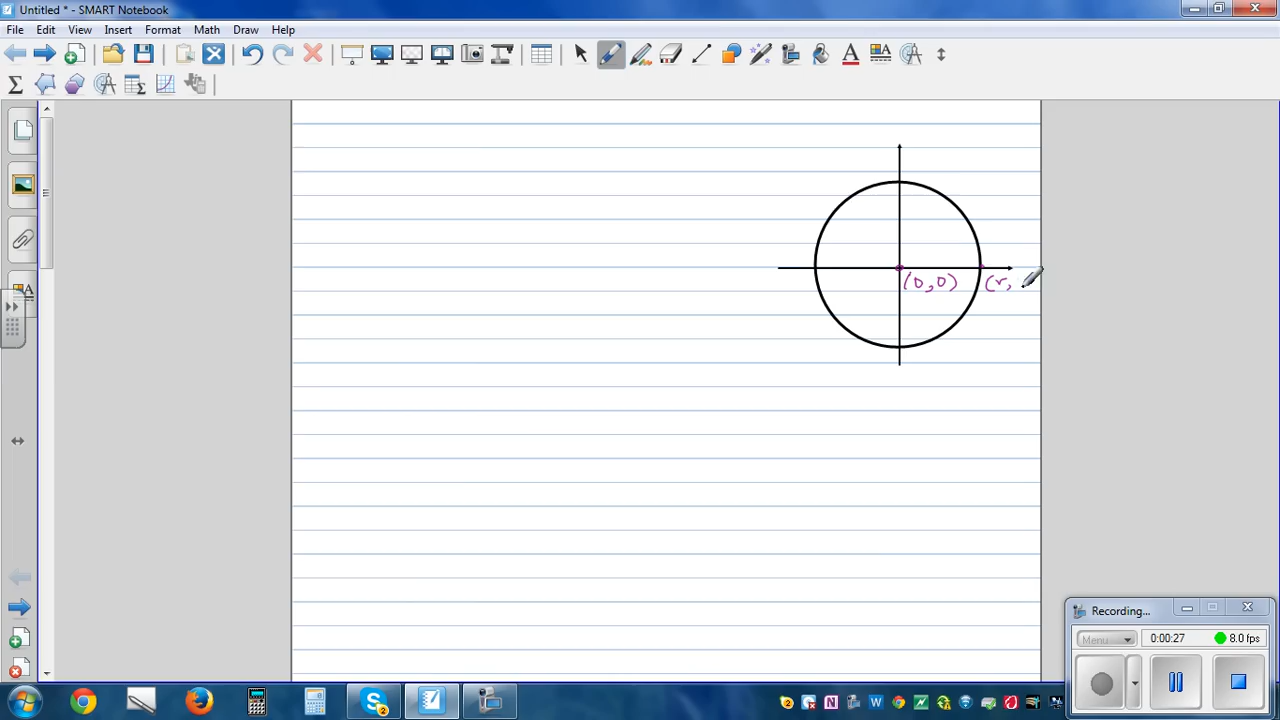 Untitled * - SMART Notebook
File Edit View Insert Format Math Draw Help
(0,0) (r,
Recording...
Menu 0:00:27 8.0 fps